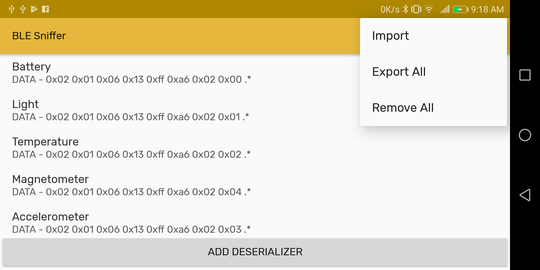 0K/s 9:18 AM
BLE Sniffer
Import
Export All
Remove All
Battery
DATA - 0x02 0x01 0x06 0x13 0xff 0xa6 0x02 0x00 .*
Light
DATA - 0x02 0x01 0x06 0x13 0xff 0xa6 0x02 0x01 .*
Temperature
DATA - 0x02 0x01 0x06 0x13 0xff 0xa6 0x02 0x02 .*
Magnetometer
DATA - 0x02 0x01 0x06 0x13 0xff 0xa6 0x02 0x04 .*
Accelerometer
DATA - 0x02 0x01 0x06 0x13 0xff 0xa6 0x02 0x03 .*
ADD DESERIALIZER